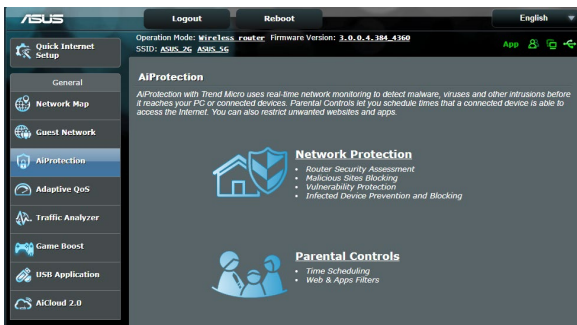 ASUS
Logout
Reboot
English
Operation Mode: Wireless router Firmware Version: 3.0.0.4.384_4360
SSID: ASUS_2G ASUS_5G
App
Quick Internet
Setup
General
Network Map
Guest Network
AiProtection
Adaptive QoS
Traffic Analyzer
Game Boost
USB Application
AiCloud 2.0
AiProtection
AiProtection with Trend Micro uses real-time network monitoring to detect malware, viruses and other intrusions before
it reaches your PC or connected devices. Parental Controls let you schedule times that a connected device is able to
access the Internet. You can also restrict unwanted websites and apps.
Network Protection
• Router Security Assessment
• Malicious Sites Blocking
• Vulnerability Protection
• Infected Device Prevention and Blocking
Parental Controls
• Time Scheduling
• Web & Apps Filters